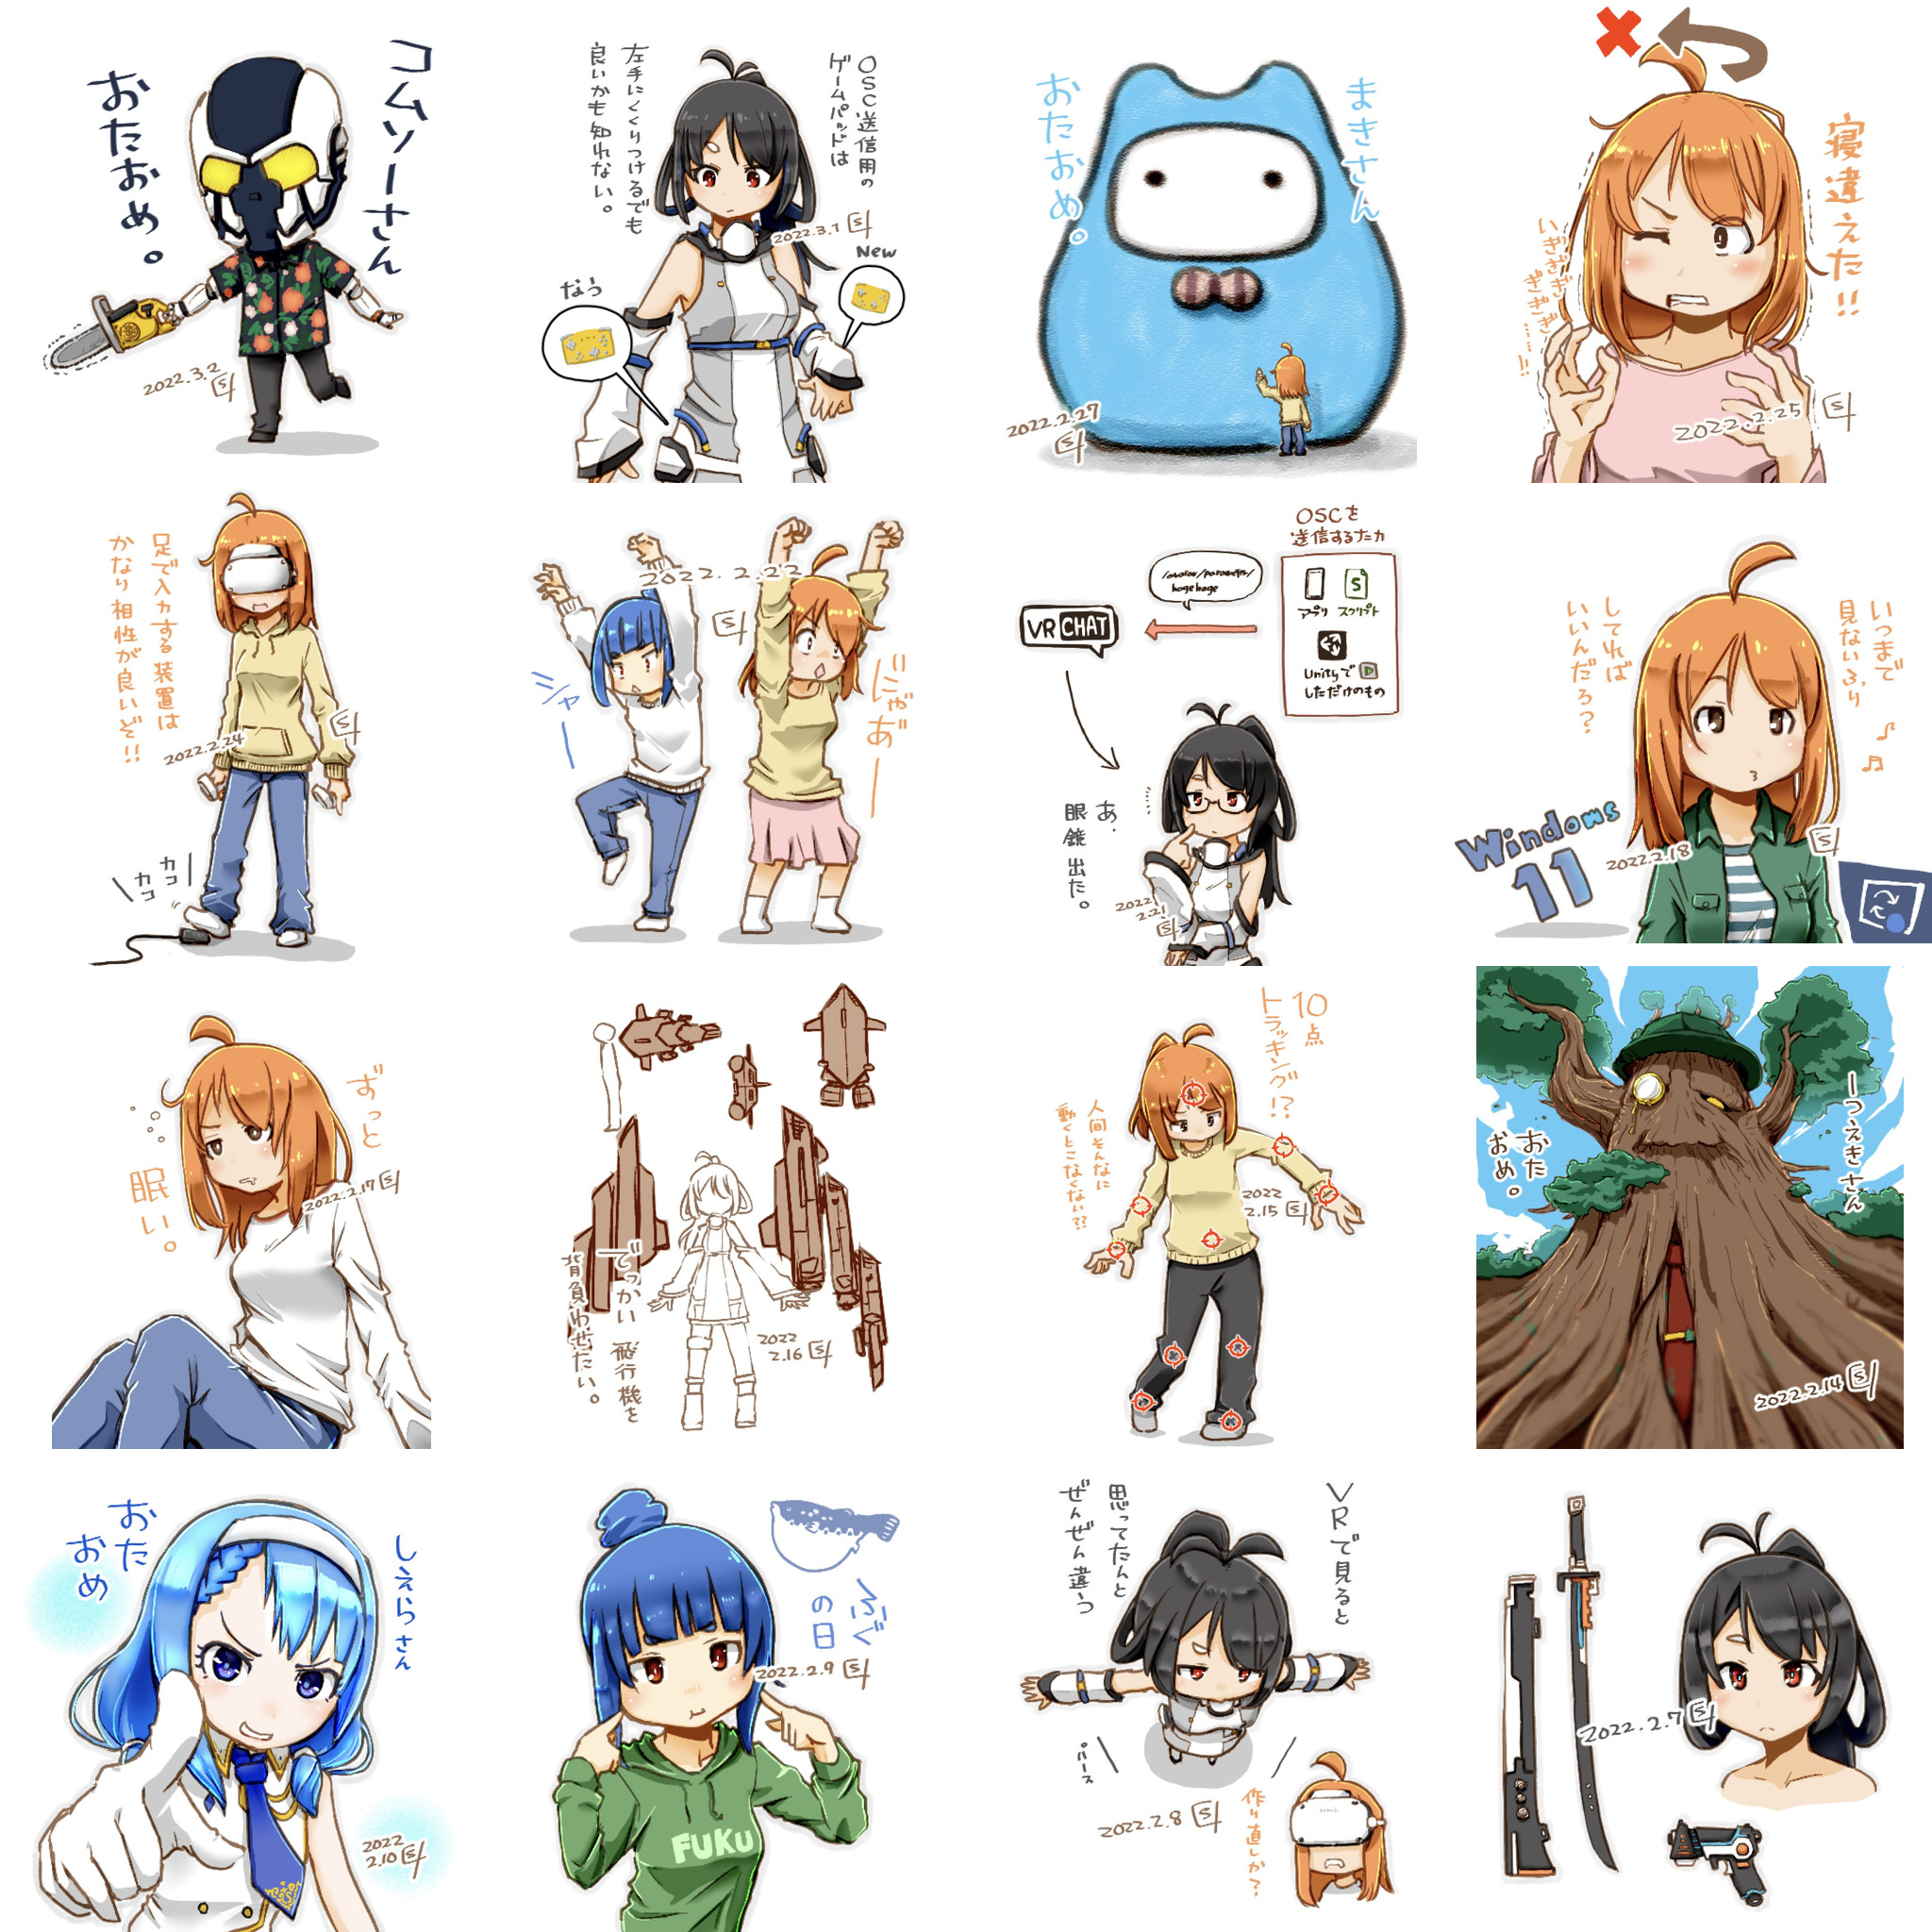 コムソーさん
おたおめ。
2022.3.2
OSC送信用の
ゲームパッドは
左手にくくりつけるでも
良いかも知れない。
2022.3.1
New
なう
まきさん
おたおめ。
2022.2.27
寝違えた!!
いぎぎぎ
ぎぎぎ……!!
2022.2.25
足で入力する装置は
かなり相性が良いぞ!!
2022.2.24
カコ
カコ
2022.2.22
シャー
にゃあ゛ー
OSCを
送信するナニカ
/avatar/parameter/
hogehoge
アプリ
スクリプト
Unityで
しただけのもの
VRCHAT
あ.
眼鏡出た。
2022
2.21
いつまで
見ないふり
してれば
いいんだろ?
Windows
11
2022.2.18
ずっと
眠い。
2022.2.17
でっかい飛行機を
背負わせたい。
2022
2.16
10点
トラッキング!?
人間そんなに
動くとこなくない??
2022
2.15
一つえきさん
おた
おめ。
2022.2.14
しえらさん
おた
おめ
2022
2.10
ふぐ
の日
2022.2.9
FUKU
VRで見ると
思ってたんと
ぜんぜん違う
パース
作り直しか?
2022.2.8
2022.2.7